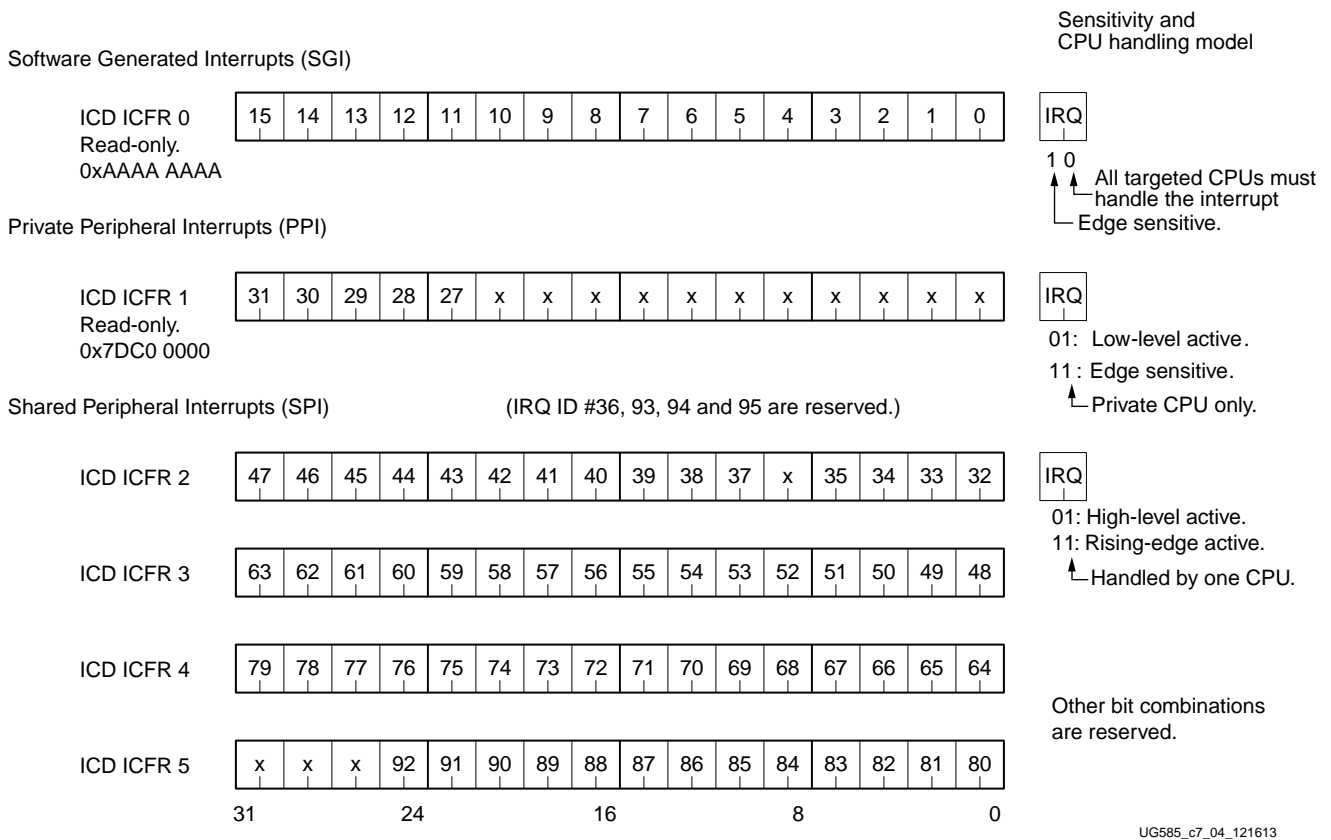 Sensitivity and
CPU handling model
Software Generated Interrupts (SGI)
ICD ICFR 0 15 14 13 12 11 10 9 8 7 6 5 4 3 2 1 0 IRQ
Read-only.
0xAAAA AAAA
1 0
All targeted CPUs must
handle the interrupt
Edge sensitive.
Private Peripheral Interrupts (PPI)
ICD ICFR 1 31 30 29 28 27 x x x x x x x x x x x IRQ
Read-only.
0x7DC0 0000
01: Low-level active.
11: Edge sensitive.
Private CPU only.
Shared Peripheral Interrupts (SPI) (IRQ ID #36, 93, 94 and 95 are reserved.)
ICD ICFR 2 47 46 45 44 43 42 41 40 39 38 37 x 35 34 33 32 IRQ
01: High-level active.
11: Rising-edge active.
Handled by one CPU.
ICD ICFR 3 63 62 61 60 59 58 57 56 55 54 53 52 51 50 49 48
ICD ICFR 4 79 78 77 76 75 74 73 72 71 70 69 68 67 66 65 64
Other bit combinations
are reserved.
ICD ICFR 5 x x x 92 91 90 89 88 87 86 85 84 83 82 81 80
31 24 16 8 0
UG585_c7_04_121613